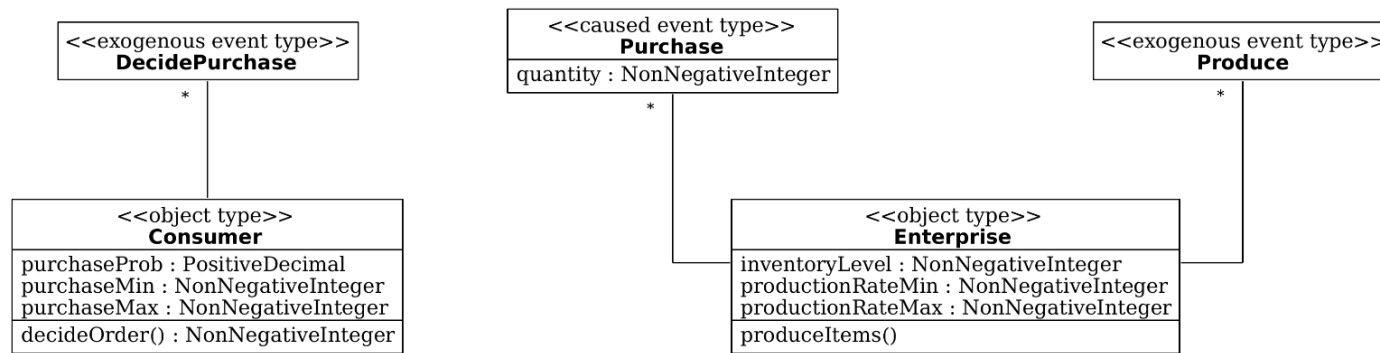 <<exogenous event type>>
DecidePurchase
*
<<caused event type>>
Purchase
quantity : NonNegativeInteger
*
<<exogenous event type>>
Produce
*
<<object type>>
Consumer
purchaseProb : PositiveDecimal
purchaseMin : NonNegativeInteger
purchaseMax : NonNegativeInteger
decideOrder() : NonNegativeInteger
<<object type>>
Enterprise
inventoryLevel : NonNegativeInteger
productionRateMin : NonNegativeInteger
productionRateMax : NonNegativeInteger
produceItems()